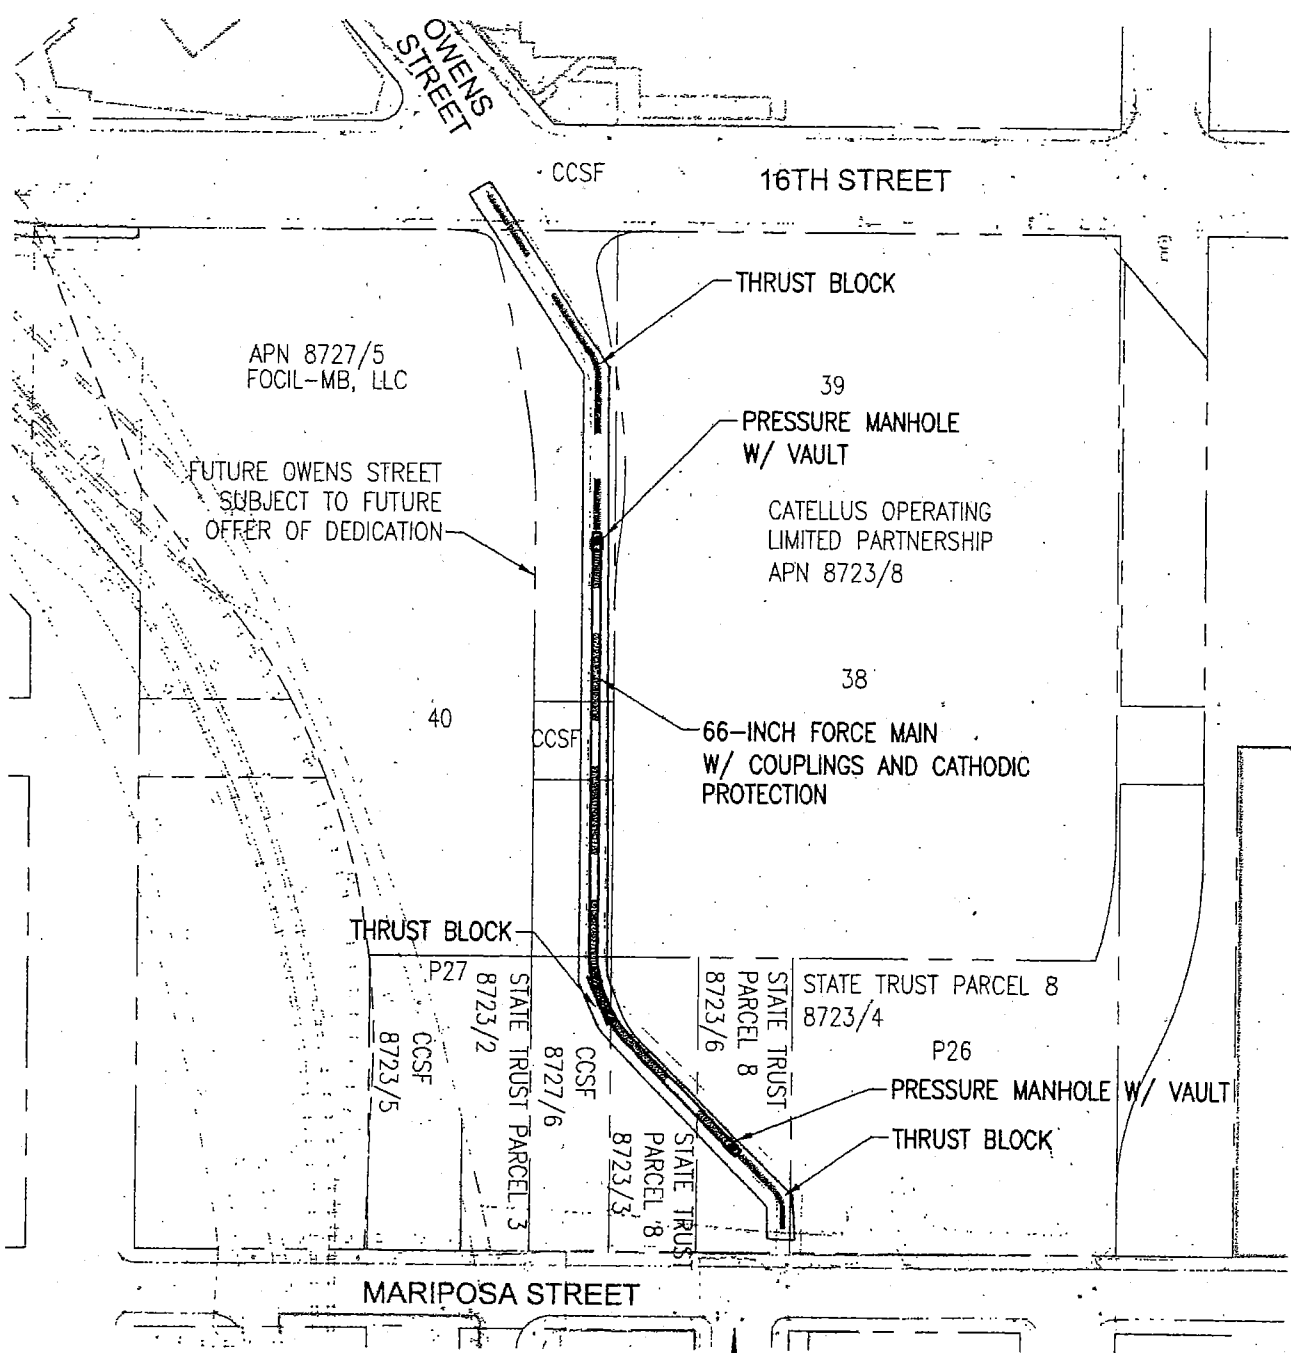 OWENS
STREET
CCSF
16TH STREET
THRUST BLOCK
APN 8727/5
FOCIL-MB, LLC
39
PRESSURE MANHOLE
W/ VAULT
FUTURE OWENS STREET
SUBJECT TO FUTURE
OFFER OF DEDICATION
CATELLUS OPERATING
LIMITED PARTNERSHIP
APN 8723/8
38
40
CCSF
66-INCH FORCE MAIN
W/ COUPLINGS AND CATHODIC
PROTECTION
THRUST BLOCK
P27
STATE TRUST PARCEL 3
8723/2
CCSF
8723/5
CCSF
8727/6
STATE TRUST
PARCEL 8
8723/3
STATE TRUST
PARCEL 8
8723/6
STATE TRUST PARCEL 8
8723/4
P26
PRESSURE MANHOLE W/ VAULT
THRUST BLOCK
MARIPOSA STREET